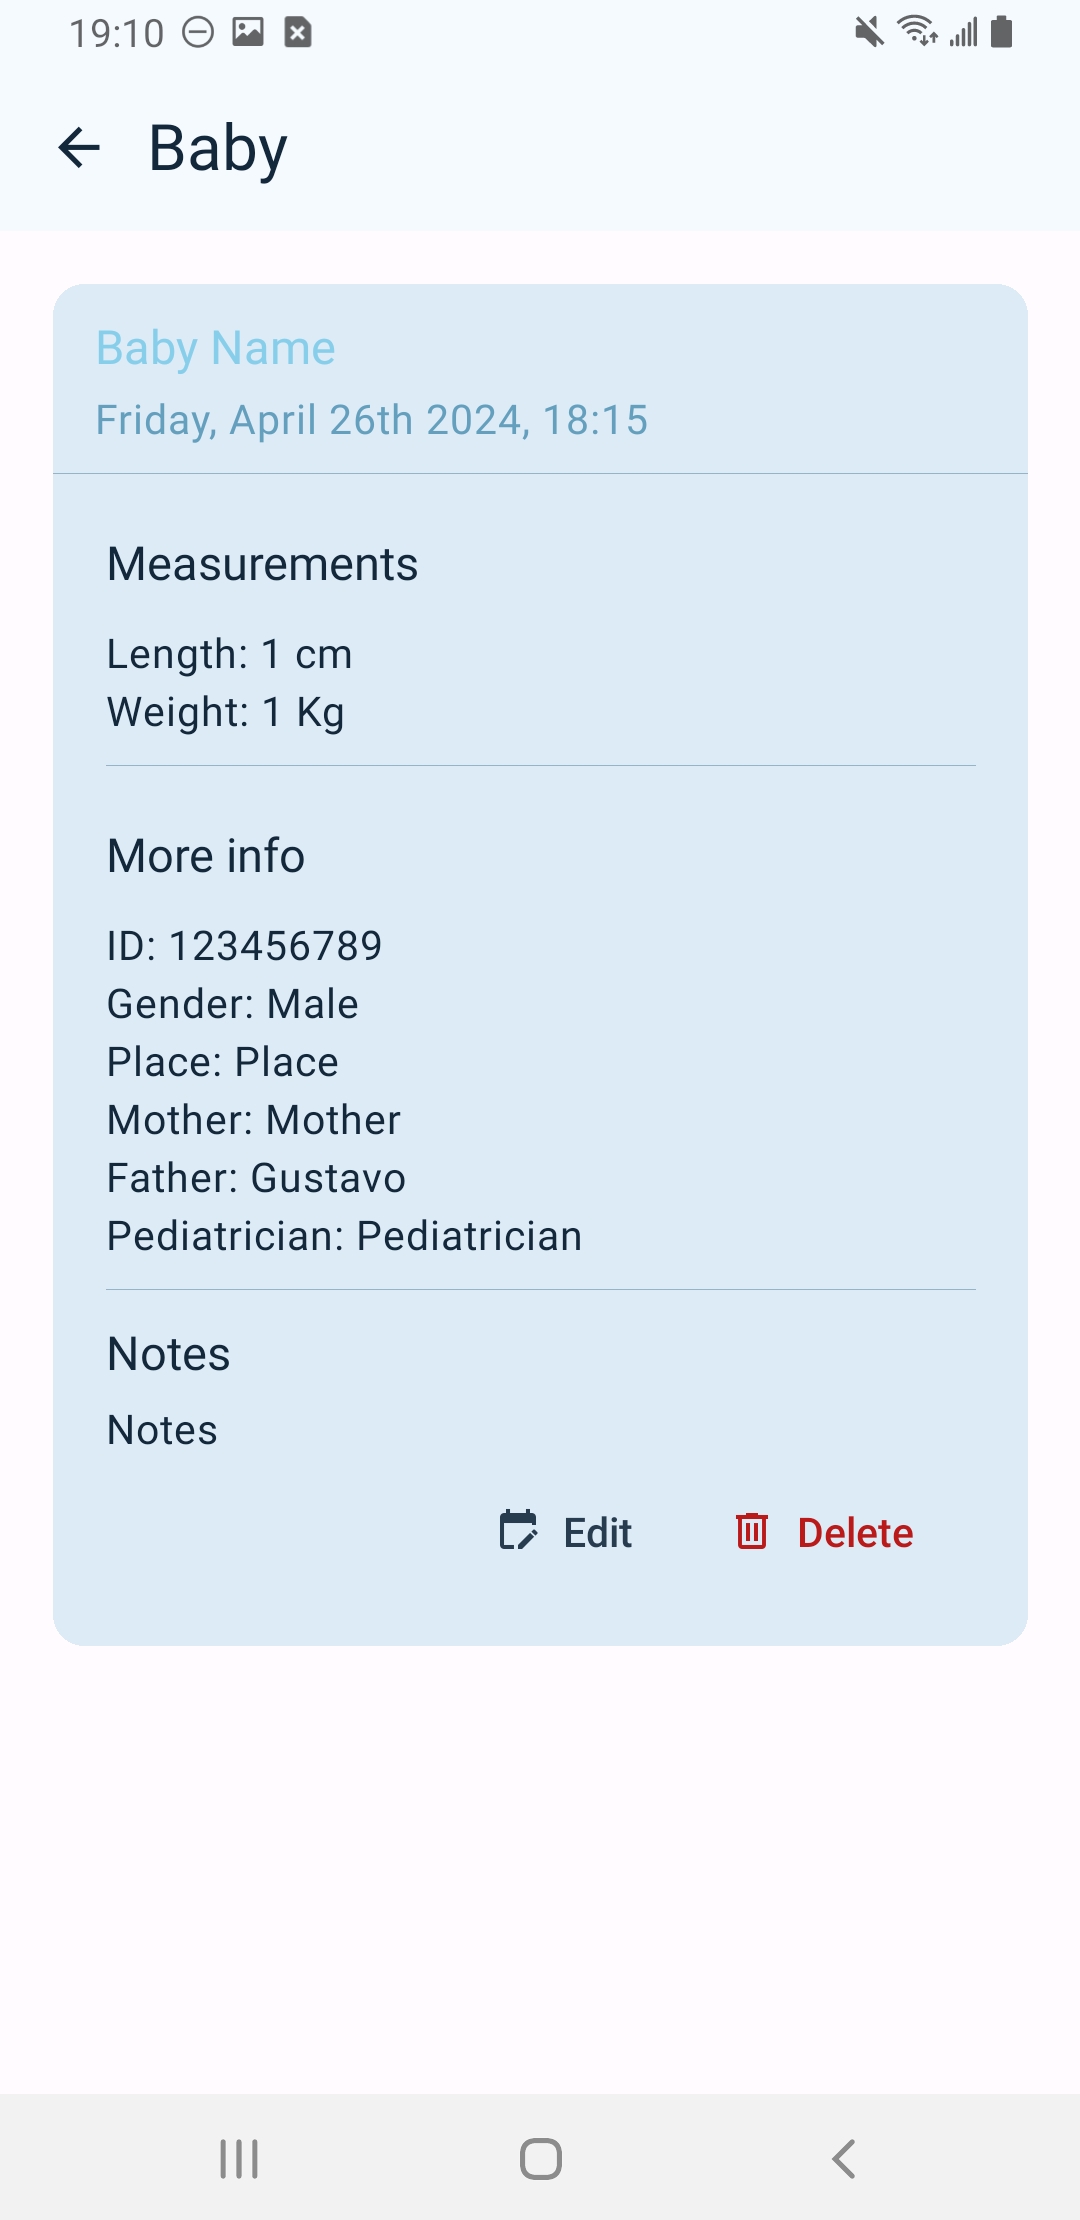 19:10
Baby
Baby Name
Friday, April 26th 2024, 18:15
Measurements
Length: 1 cm
Weight: 1 Kg
More info
ID: 123456789
Gender: Male
Place: Place
Mother: Mother
Father: Gustavo
Pediatrician: Pediatrician
Notes
Notes
Edit Delete